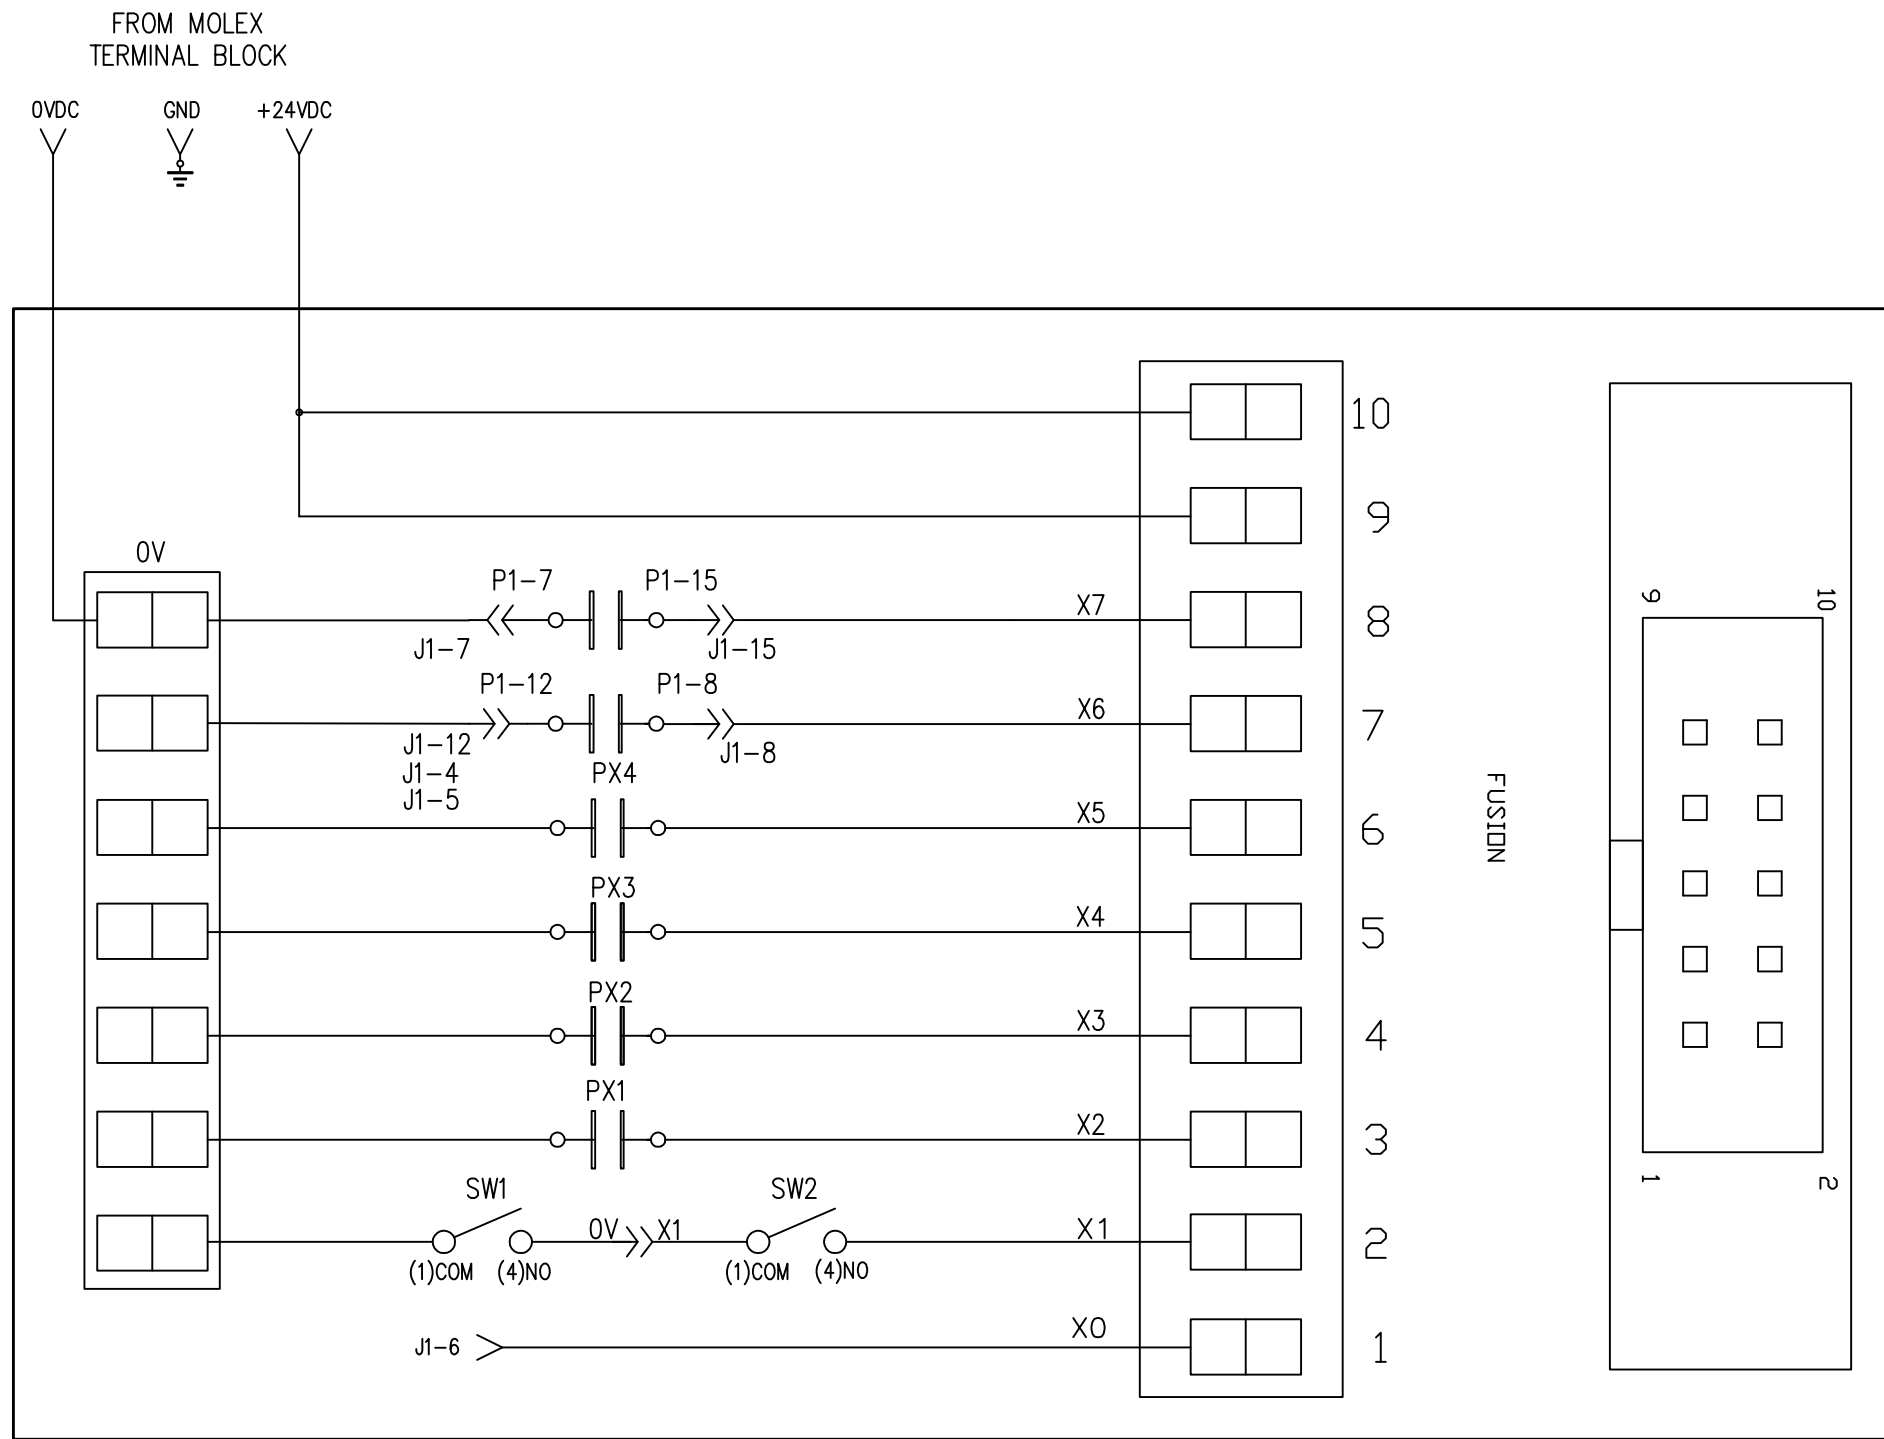 FROM MOLEX
TERMINAL BLOCK
0VDC
GND
+24VDC
10
9
0V
P1-7
P1-15
X7
8
J1-7
J1-15
P1-12
P1-8
X6
7
J1-12
J1-8
J1-4
PX4
J1-5
X5
6
PX3
X4
5
PX2
X3
4
PX1
X2
3
SW1
SW2
0V
X1
X1
2
(1)COM
(4)NO
(1)COM
(4)NO
J1-6
X0
1
FUSION
9
10
1
2